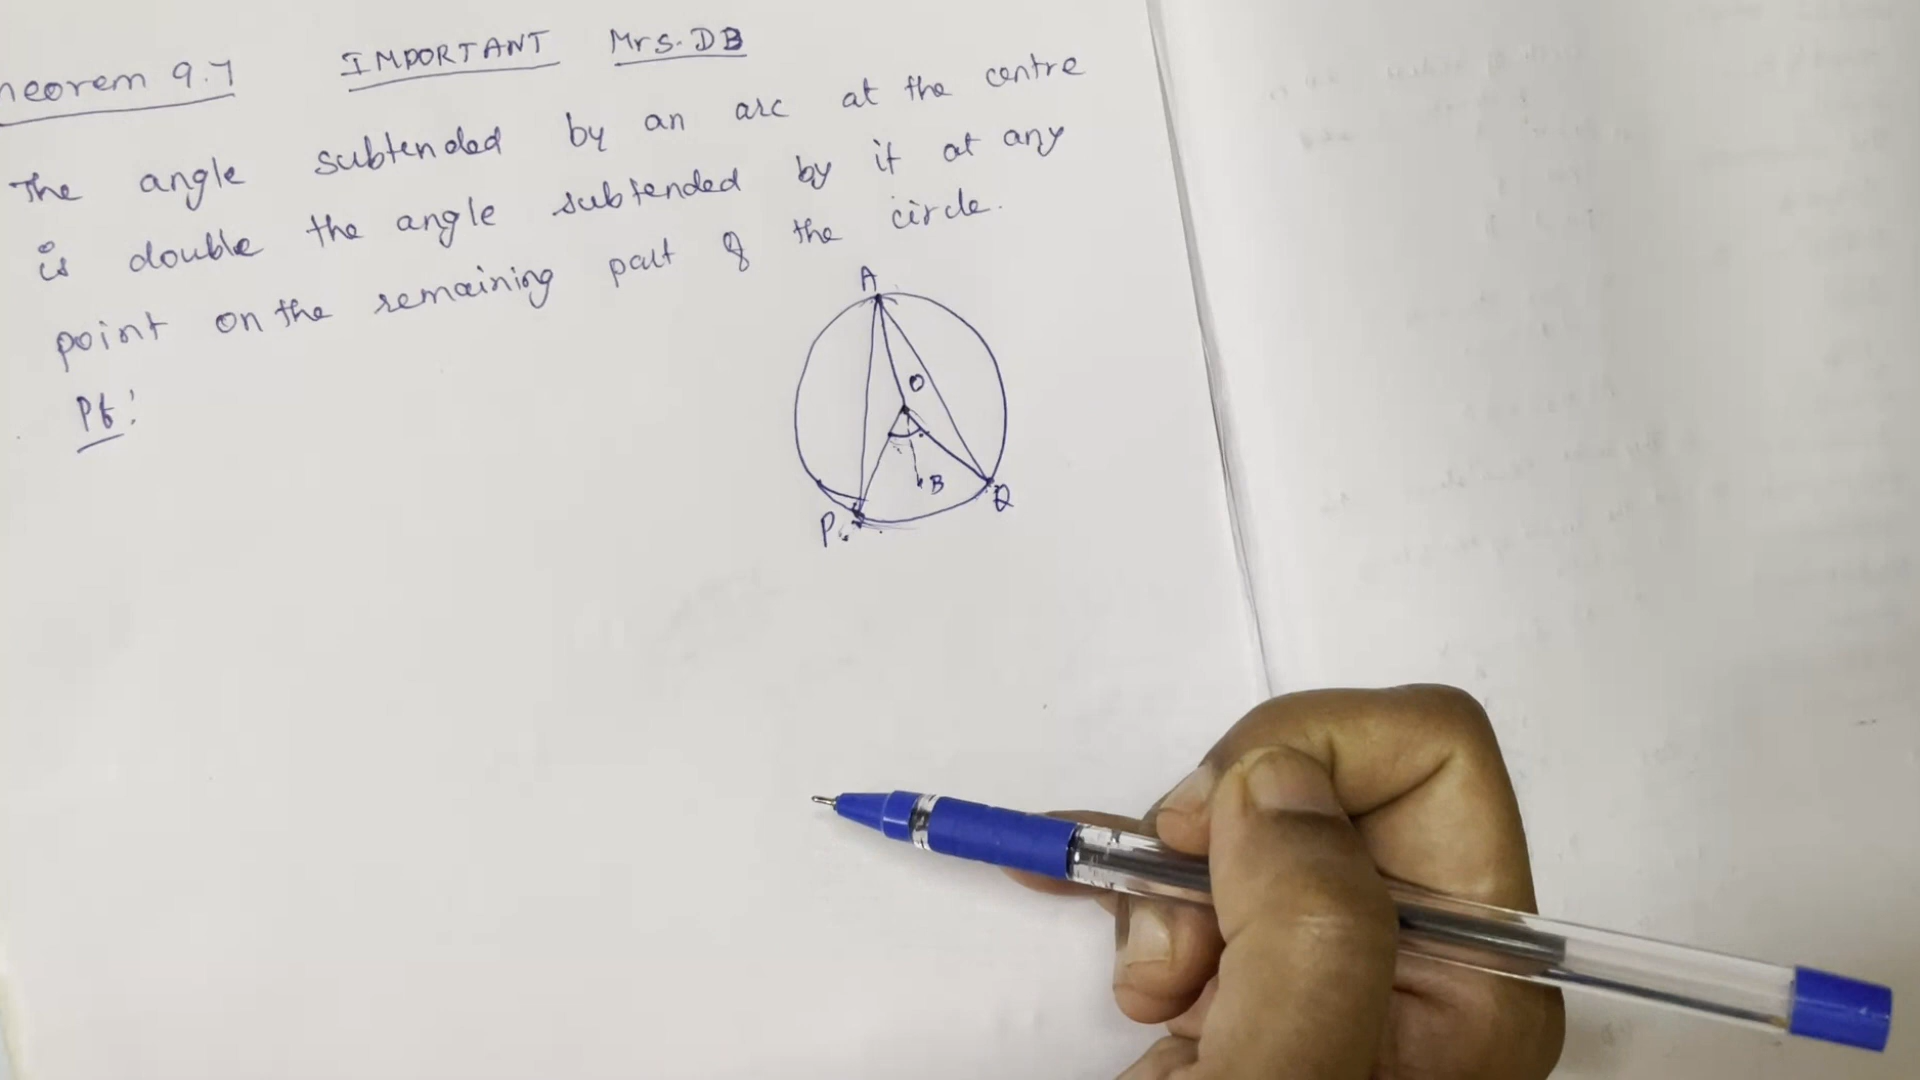 heorem 9.7 IMPORTANT Mrs. DB
The angle subtended by an arc at the centre
is double the angle subtended by it at any
point on the remaining part of the circle.
Pf:
A
O
B
P
Q